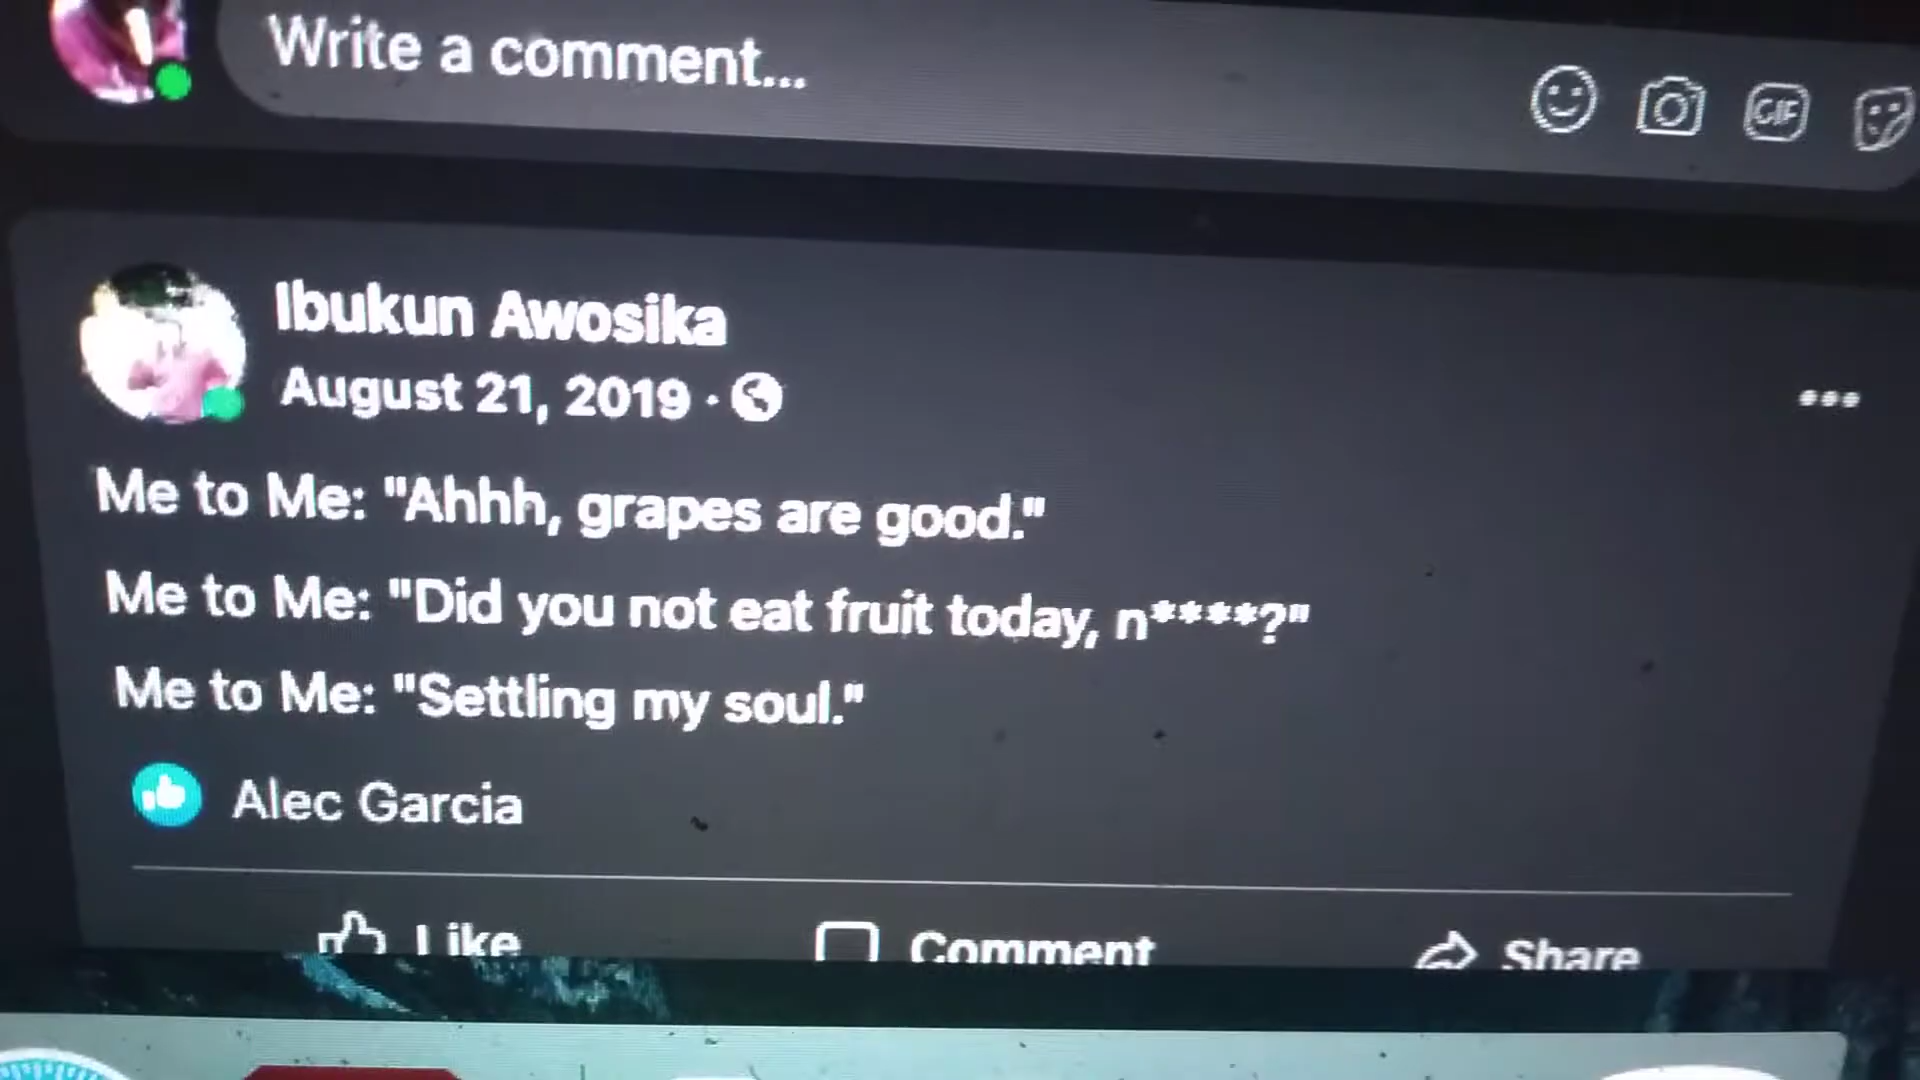 Write a comment...
GIF
Ibukun Awosika
August 21, 2019 ·
Me to Me: "Ahhh, grapes are good."
Me to Me: "Did you not eat fruit today, n****?"
Me to Me: "Settling my soul."
Alec Garcia
Like
Comment
Share